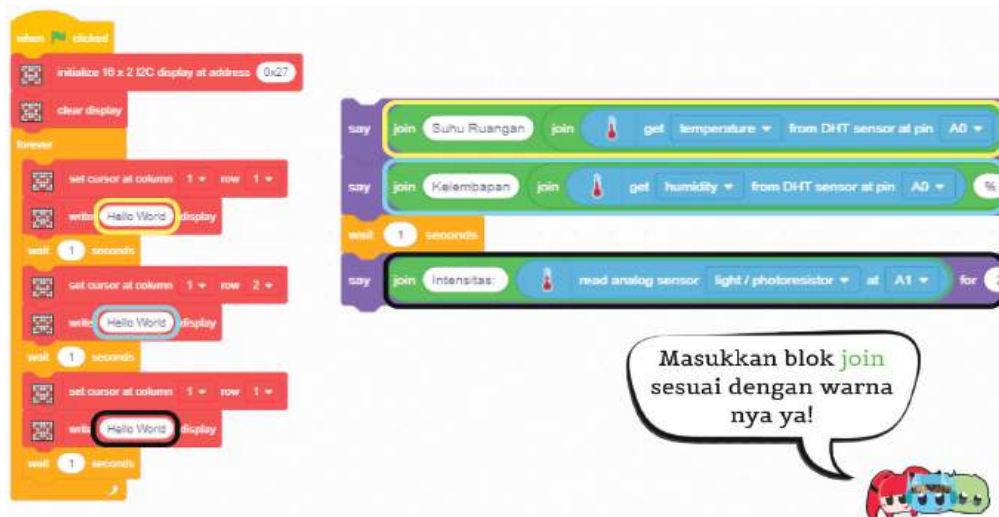 when clicked
initialize 16 x 2 I2C display at address 0x27
clear display
forever
set cursor at column 1 row 1
write Hello World display
wait 1 seconds
set cursor at column 1 row 2
write Hello World display
wait 1 seconds
set cursor at column 1 row 1
write Hello World display
wait 1 seconds
say join Suhu Ruangan join get temperature from DHT sensor at pin A0
say join Kelembapan join get humidity from DHT sensor at pin A0 %
wait 1 seconds
say join Intensitas: read analog sensor light / photoresistor at A1 for
Masukkan blok join
sesuai dengan warna
nya ya!